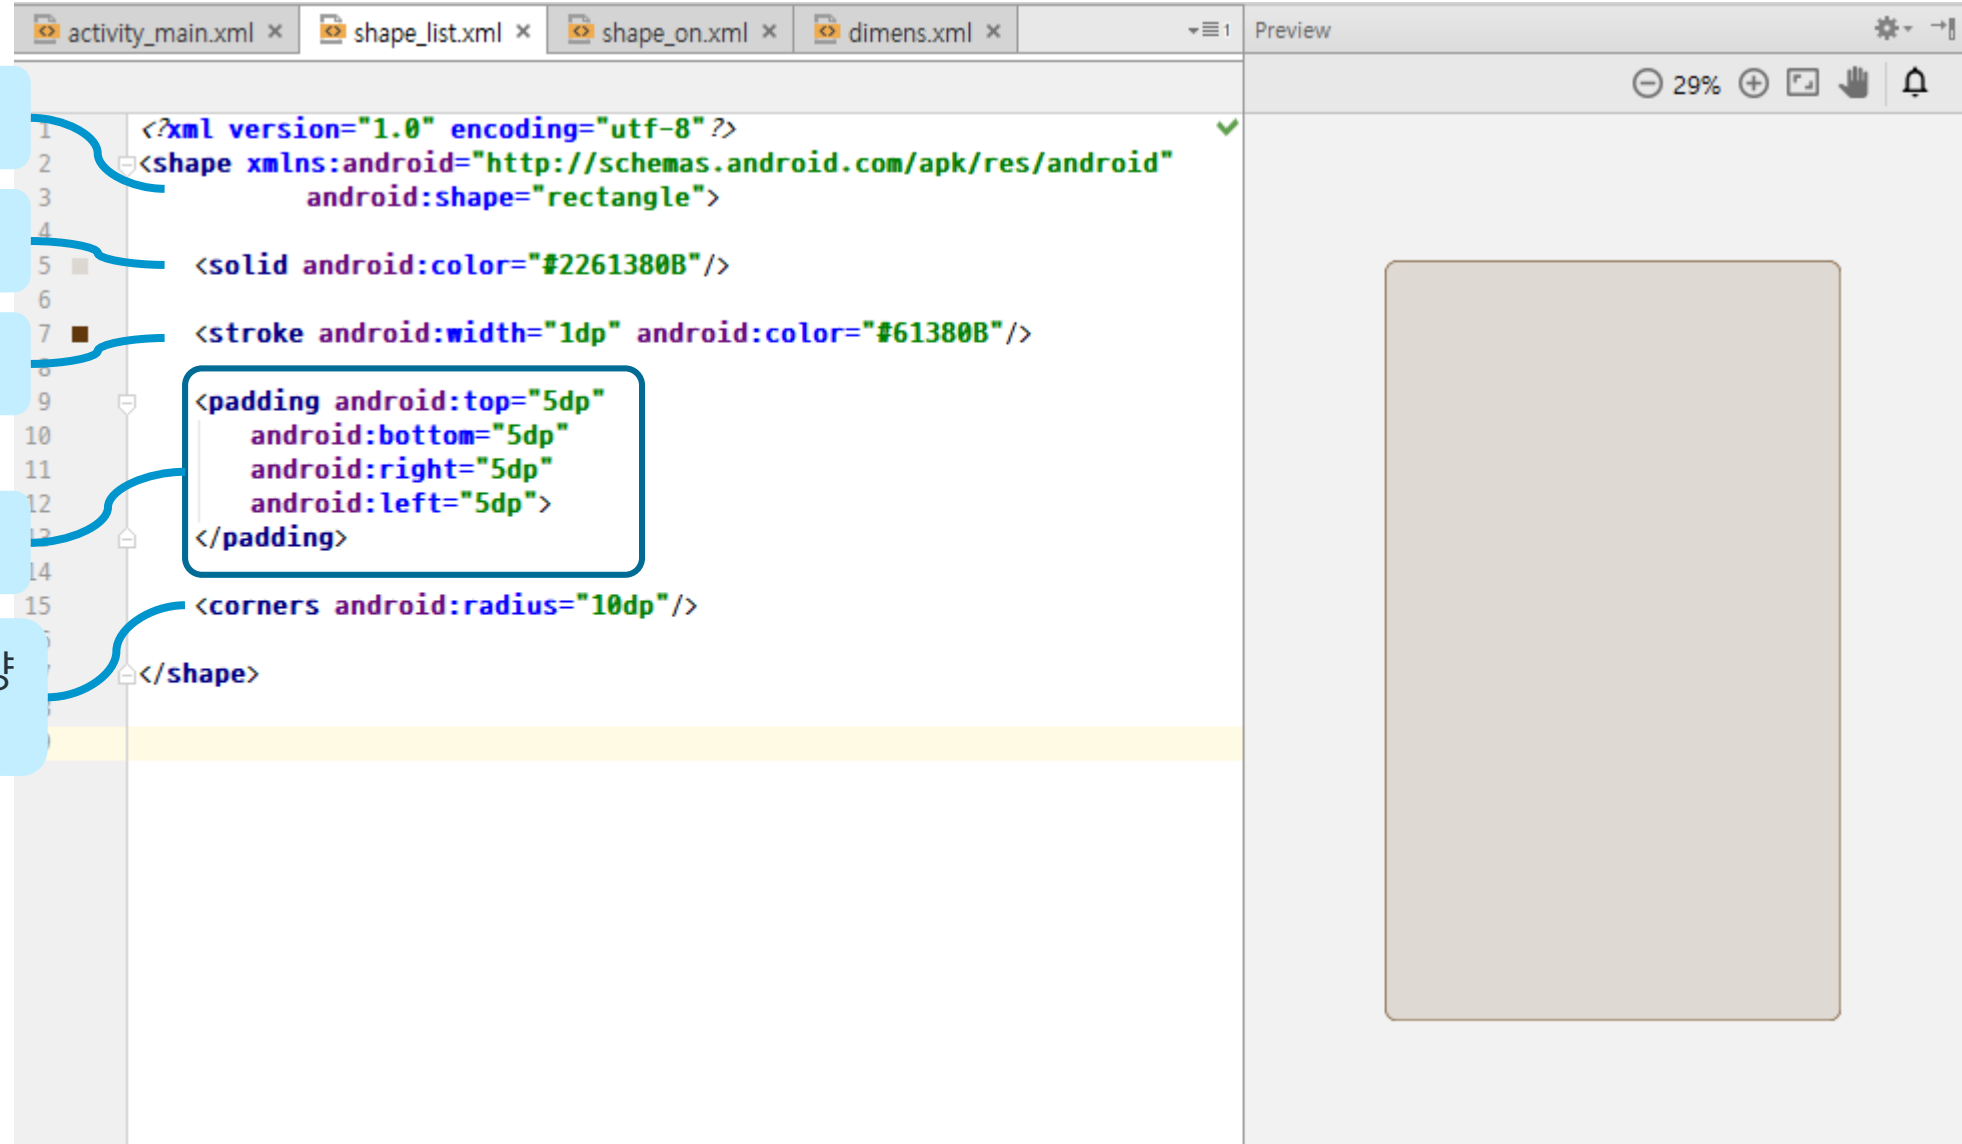 activity_main.xml × shape_list.xml × shape_on.xml × dimens.xml × 1 Preview
29%
1 <?xml version="1.0" encoding="utf-8"?>
2 <shape xmlns:android="http://schemas.android.com/apk/res/android"
3 android:shape="rectangle">
4
5 <solid android:color="#2261380B"/>
6
7 <stroke android:width="1dp" android:color="#61380B"/>
8
9 <padding android:top="5dp"
10 android:bottom="5dp"
11 android:right="5dp"
12 android:left="5dp">
13 </padding>
14
15 <corners android:radius="10dp"/>
</shape>